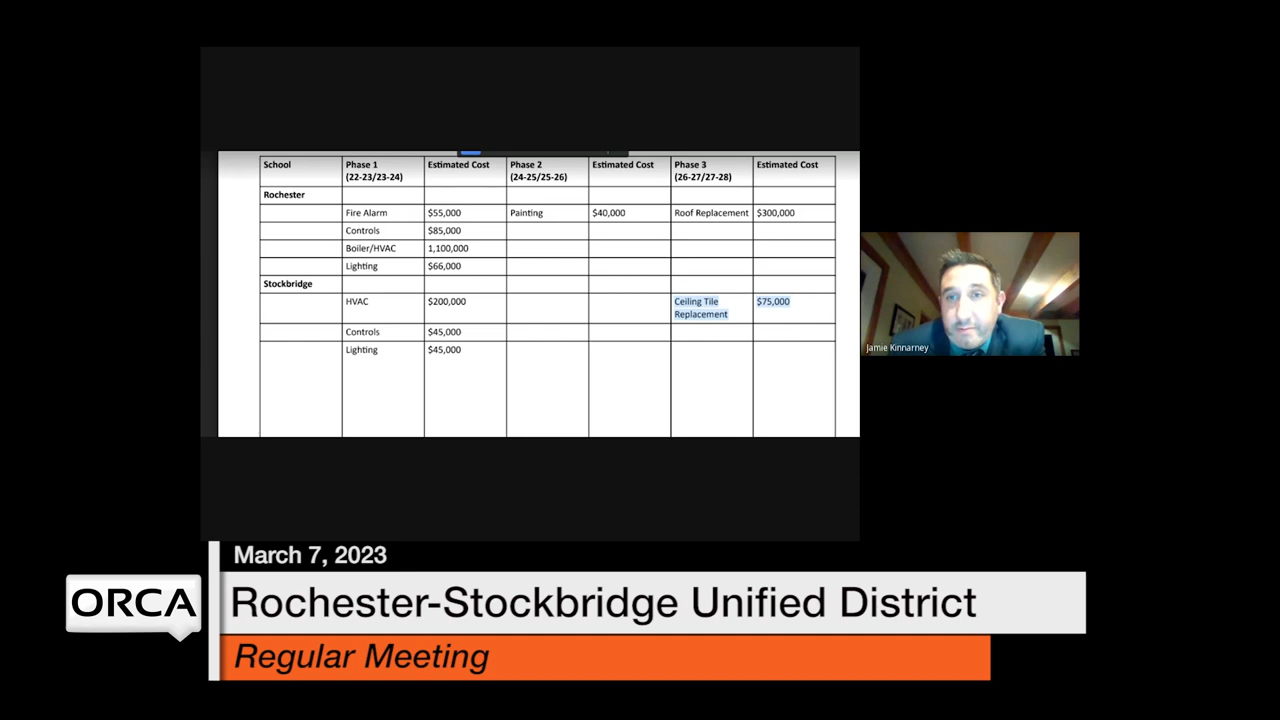 School Phase 1 Estimated Cost Phase 2 Estimated Cost Phase 3 Estimated Cost
(22-23/23-24) (24-25/25-26) (26-27/27-28)
Rochester
Fire Alarm $55,000 Painting $40,000 Roof Replacement $300,000
Controls $85,000
Boiler/HVAC 1,100,000
Lighting $66,000
Stockbridge
HVAC $200,000 Ceiling Tile $75,000
Replacement
Controls $45,000
Lighting $45,000
Jamie Kinnarney
March 7, 2023
ORCA
Rochester-Stockbridge Unified District
Regular Meeting